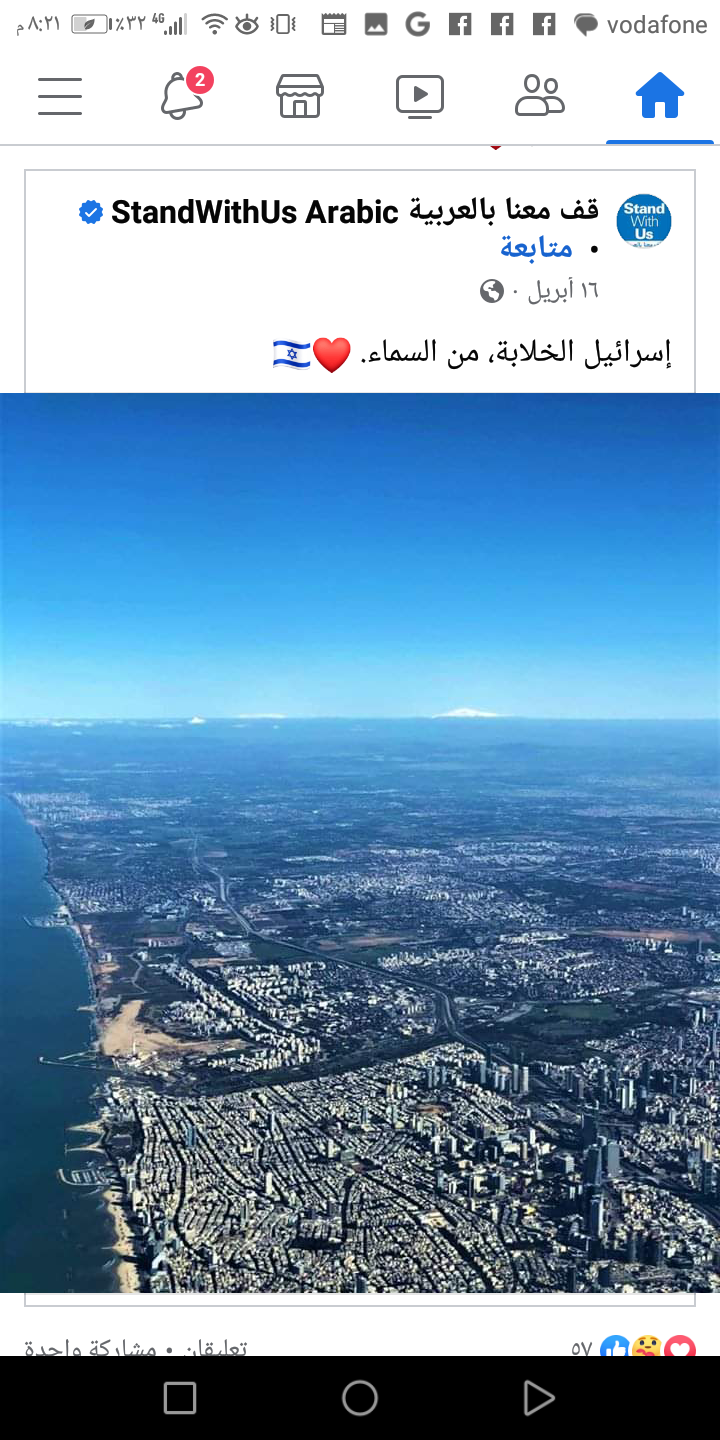 ٨:٢١ م ٣٢٪ 4G vodafone
2
قف معنا بالعربية StandWithUs Arabic
Stand
With
Us
• متابعة
١٦ أبريل ·
إسرائيل الخلابة، من السماء. ❤️🇮🇱
٥٧
تعليقان • مشاركة واحدة